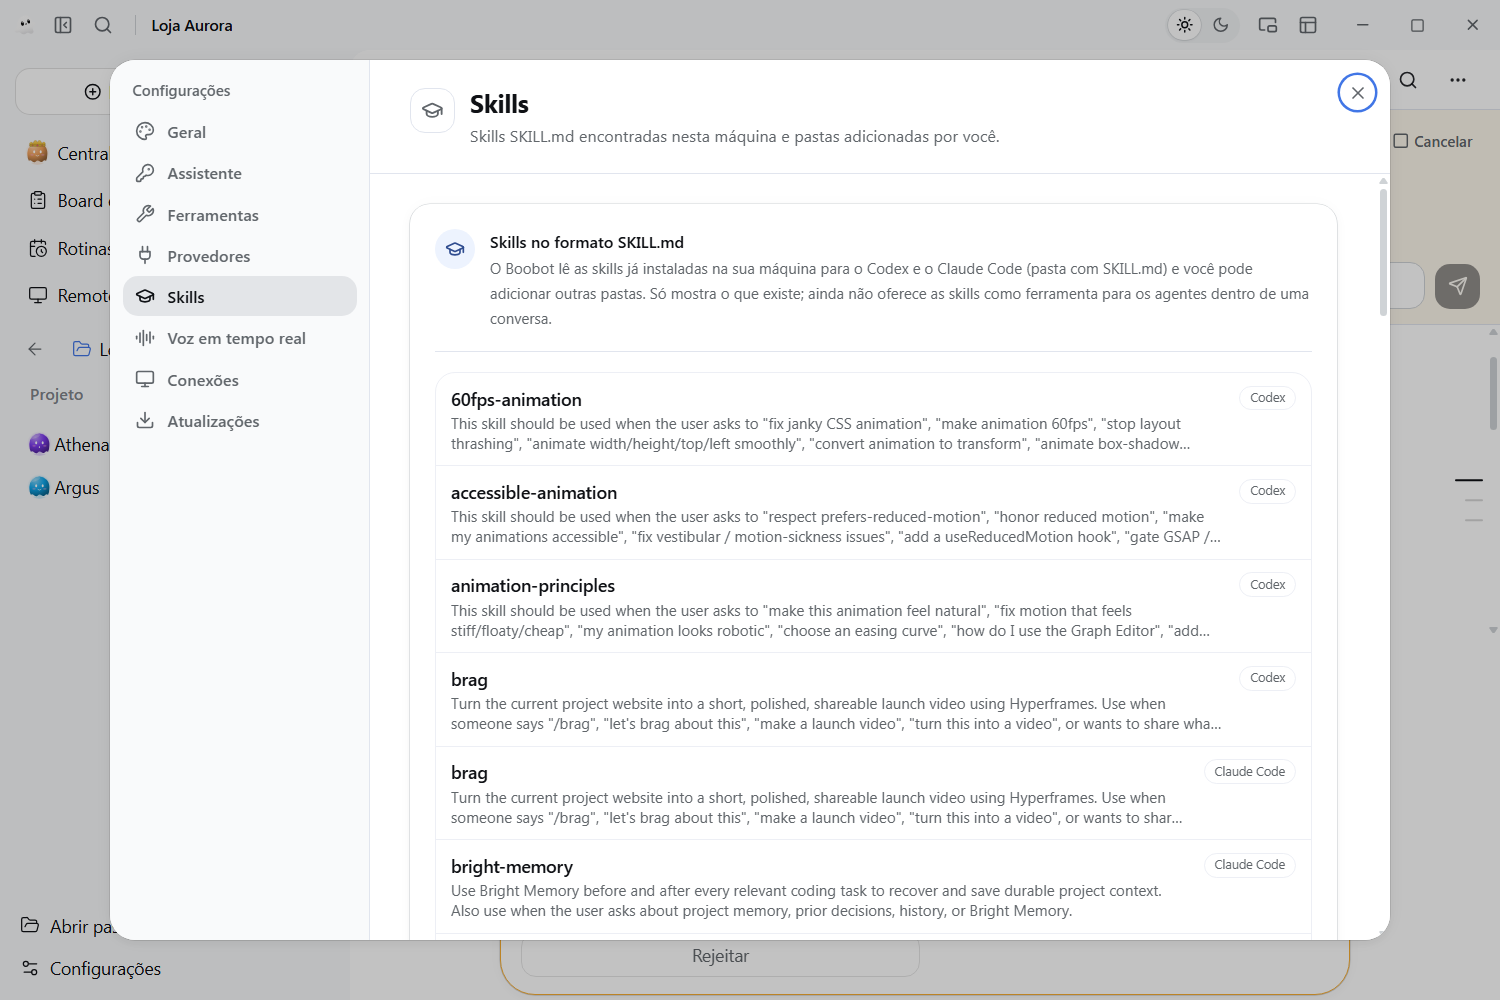 Loja Aurora
Centra
Board
Rotinas
Remot
Projeto
Athena
Argus
Abrir pas
Configurações
Configurações
Geral
Assistente
Ferramentas
Provedores
Skills
Voz em tempo real
Conexões
Atualizações
Skills
Skills SKILL.md encontradas nesta máquina e pastas adicionadas por você.
Cancelar
Skills no formato SKILL.md
O Boobot lê as skills já instaladas na sua máquina para o Codex e o Claude Code (pasta com SKILL.md) e você pode
adicionar outras pastas. Só mostra o que existe; ainda não oferece as skills como ferramenta para os agentes dentro de uma
conversa.
60fps-animation
Codex
This skill should be used when the user asks to "fix janky CSS animation", "make animation 60fps", "stop layout
thrashing", "animate width/height/top/left smoothly", "convert animation to transform", "animate box-shadow...
accessible-animation
Codex
This skill should be used when the user asks to "respect prefers-reduced-motion", "honor reduced motion", "make
my animations accessible", "fix vestibular / motion-sickness issues", "add a useReducedMotion hook", "gate GSAP /...
animation-principles
Codex
This skill should be used when the user asks to "make this animation feel natural", "fix motion that feels
stiff/floaty/cheap", "my animation looks robotic", "choose an easing curve", "how do I use the Graph Editor", "add...
brag
Codex
Turn the current project website into a short, polished, shareable launch video using Hyperframes. Use when
someone says "/brag", "let's brag about this", "make a launch video", "turn this into a video", or wants to share wha...
brag
Claude Code
Turn the current project website into a short, polished, shareable launch video using Hyperframes. Use when
someone says "/brag", "let's brag about this", "make a launch video", "turn this into a video", or wants to shar...
bright-memory
Claude Code
Use Bright Memory before and after every relevant coding task to recover and save durable project context.
Also use when the user asks about project memory, prior decisions, history, or Bright Memory.
Rejeitar